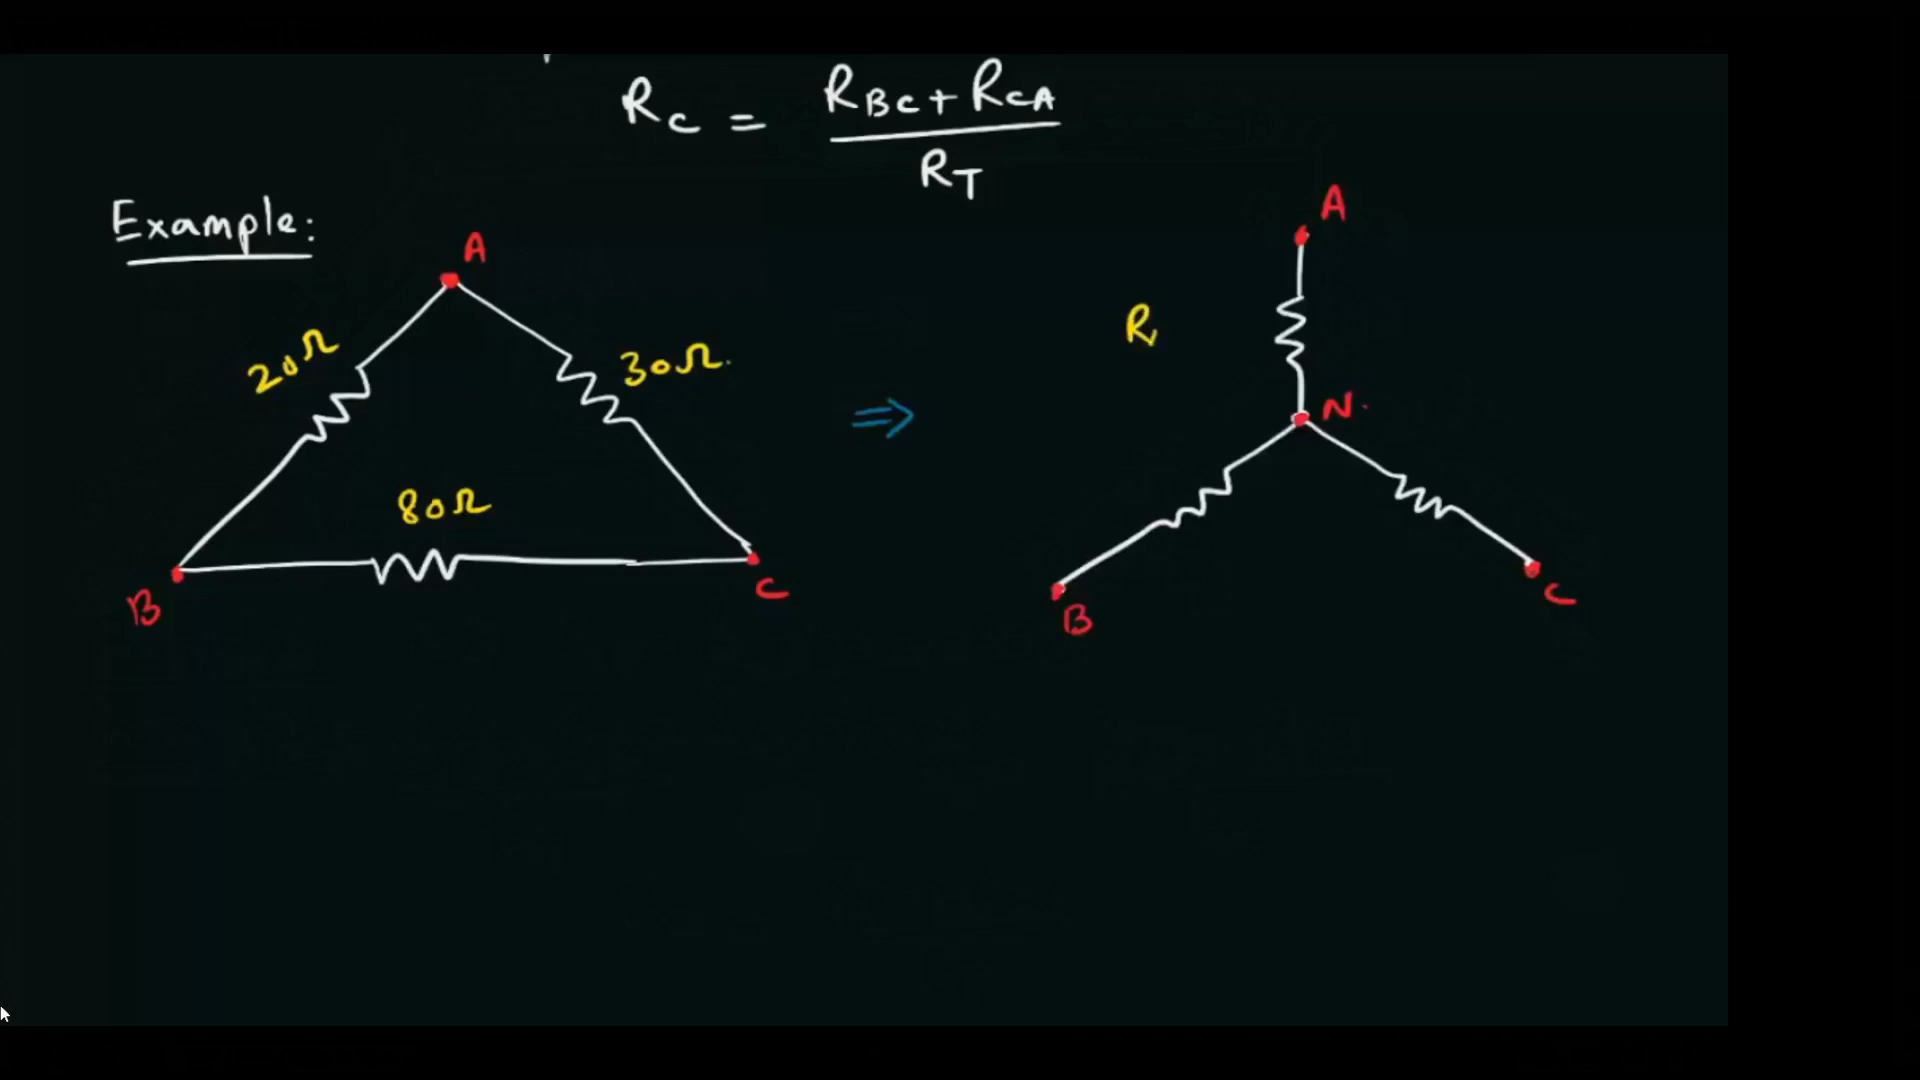 RC = RBC + RCA
RT
Example:
A
A
20Ω
30Ω
R
⇒
N.
80Ω
B
C
B
C